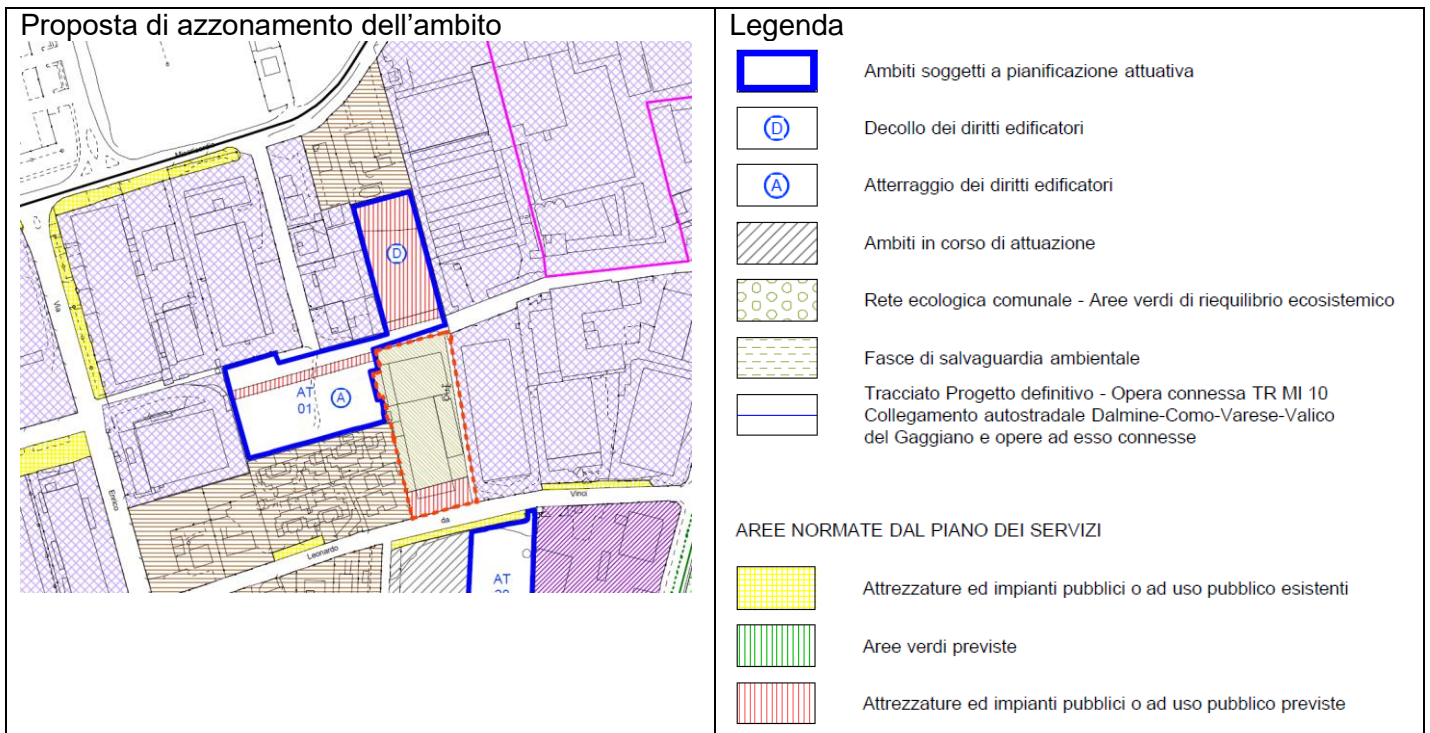 Proposta di azzonamento dell'ambito
Misericordia
D
Via
AT
01
A
Enrico
Vinci
da
Leonardo
AT
Legenda
Ambiti soggetti a pianificazione attuativa
D
Decollo dei diritti edificatori
A
Atterraggio dei diritti edificatori
Ambiti in corso di attuazione
Rete ecologica comunale - Aree verdi di riequilibrio ecosistemico
Fasce di salvaguardia ambientale
Tracciato Progetto definitivo - Opera connessa TR MI 10
Collegamento autostradale Dalmine-Como-Varese-Valico
del Gaggiano e opere ad esso connesse
AREE NORMATE DAL PIANO DEI SERVIZI
Attrezzature ed impianti pubblici o ad uso pubblico esistenti
Aree verdi previste
Attrezzature ed impianti pubblici o ad uso pubblico previste